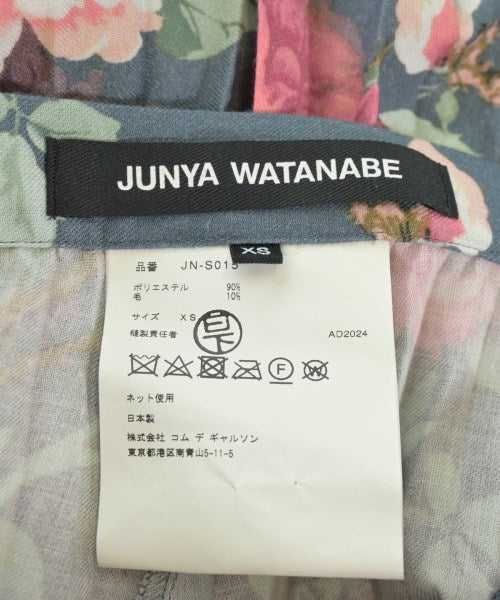 JUNYA WATANABE
XS
品番 JN-S015
ポリエステル 90%
毛 10%
サイズ XS
縫製責任者 白下 AD2024
F W
ネット使用
日本製
株式会社 コム デ ギャルソン
東京都港区南青山5-11-5